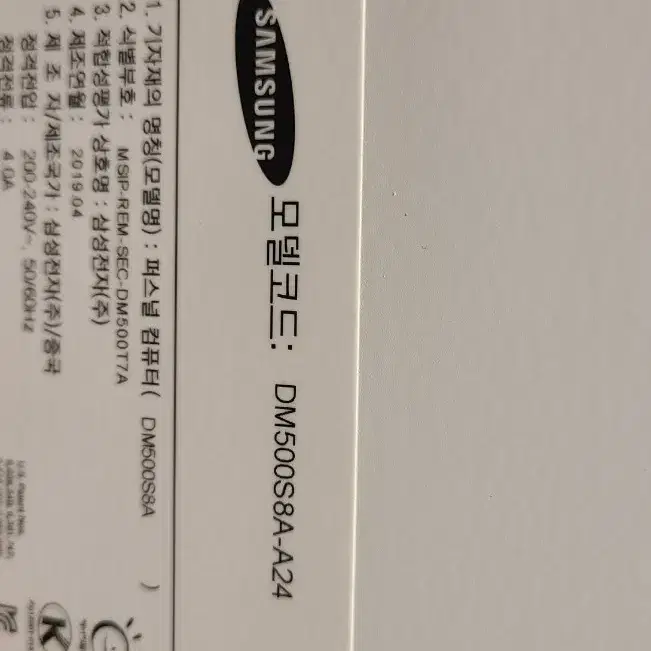 SAMSUNG
모델코드: DM500S8A-A24
1. 기자재의 명칭(모델명) : 퍼스널 컴퓨터( DM500S8A )
2. 식별부호 : MSIP-REM-SEC-DM500T7A
3. 적합성평가 상호명 : 삼성전자(주)
4. 제조연월 : 2019.04
5. 제 조 자/제조국가 : 삼성전자(주)/중국
정격전압 : 200-240V~, 50/60Hz
정격전류 : 4.0A
U.S. Patent Nos.